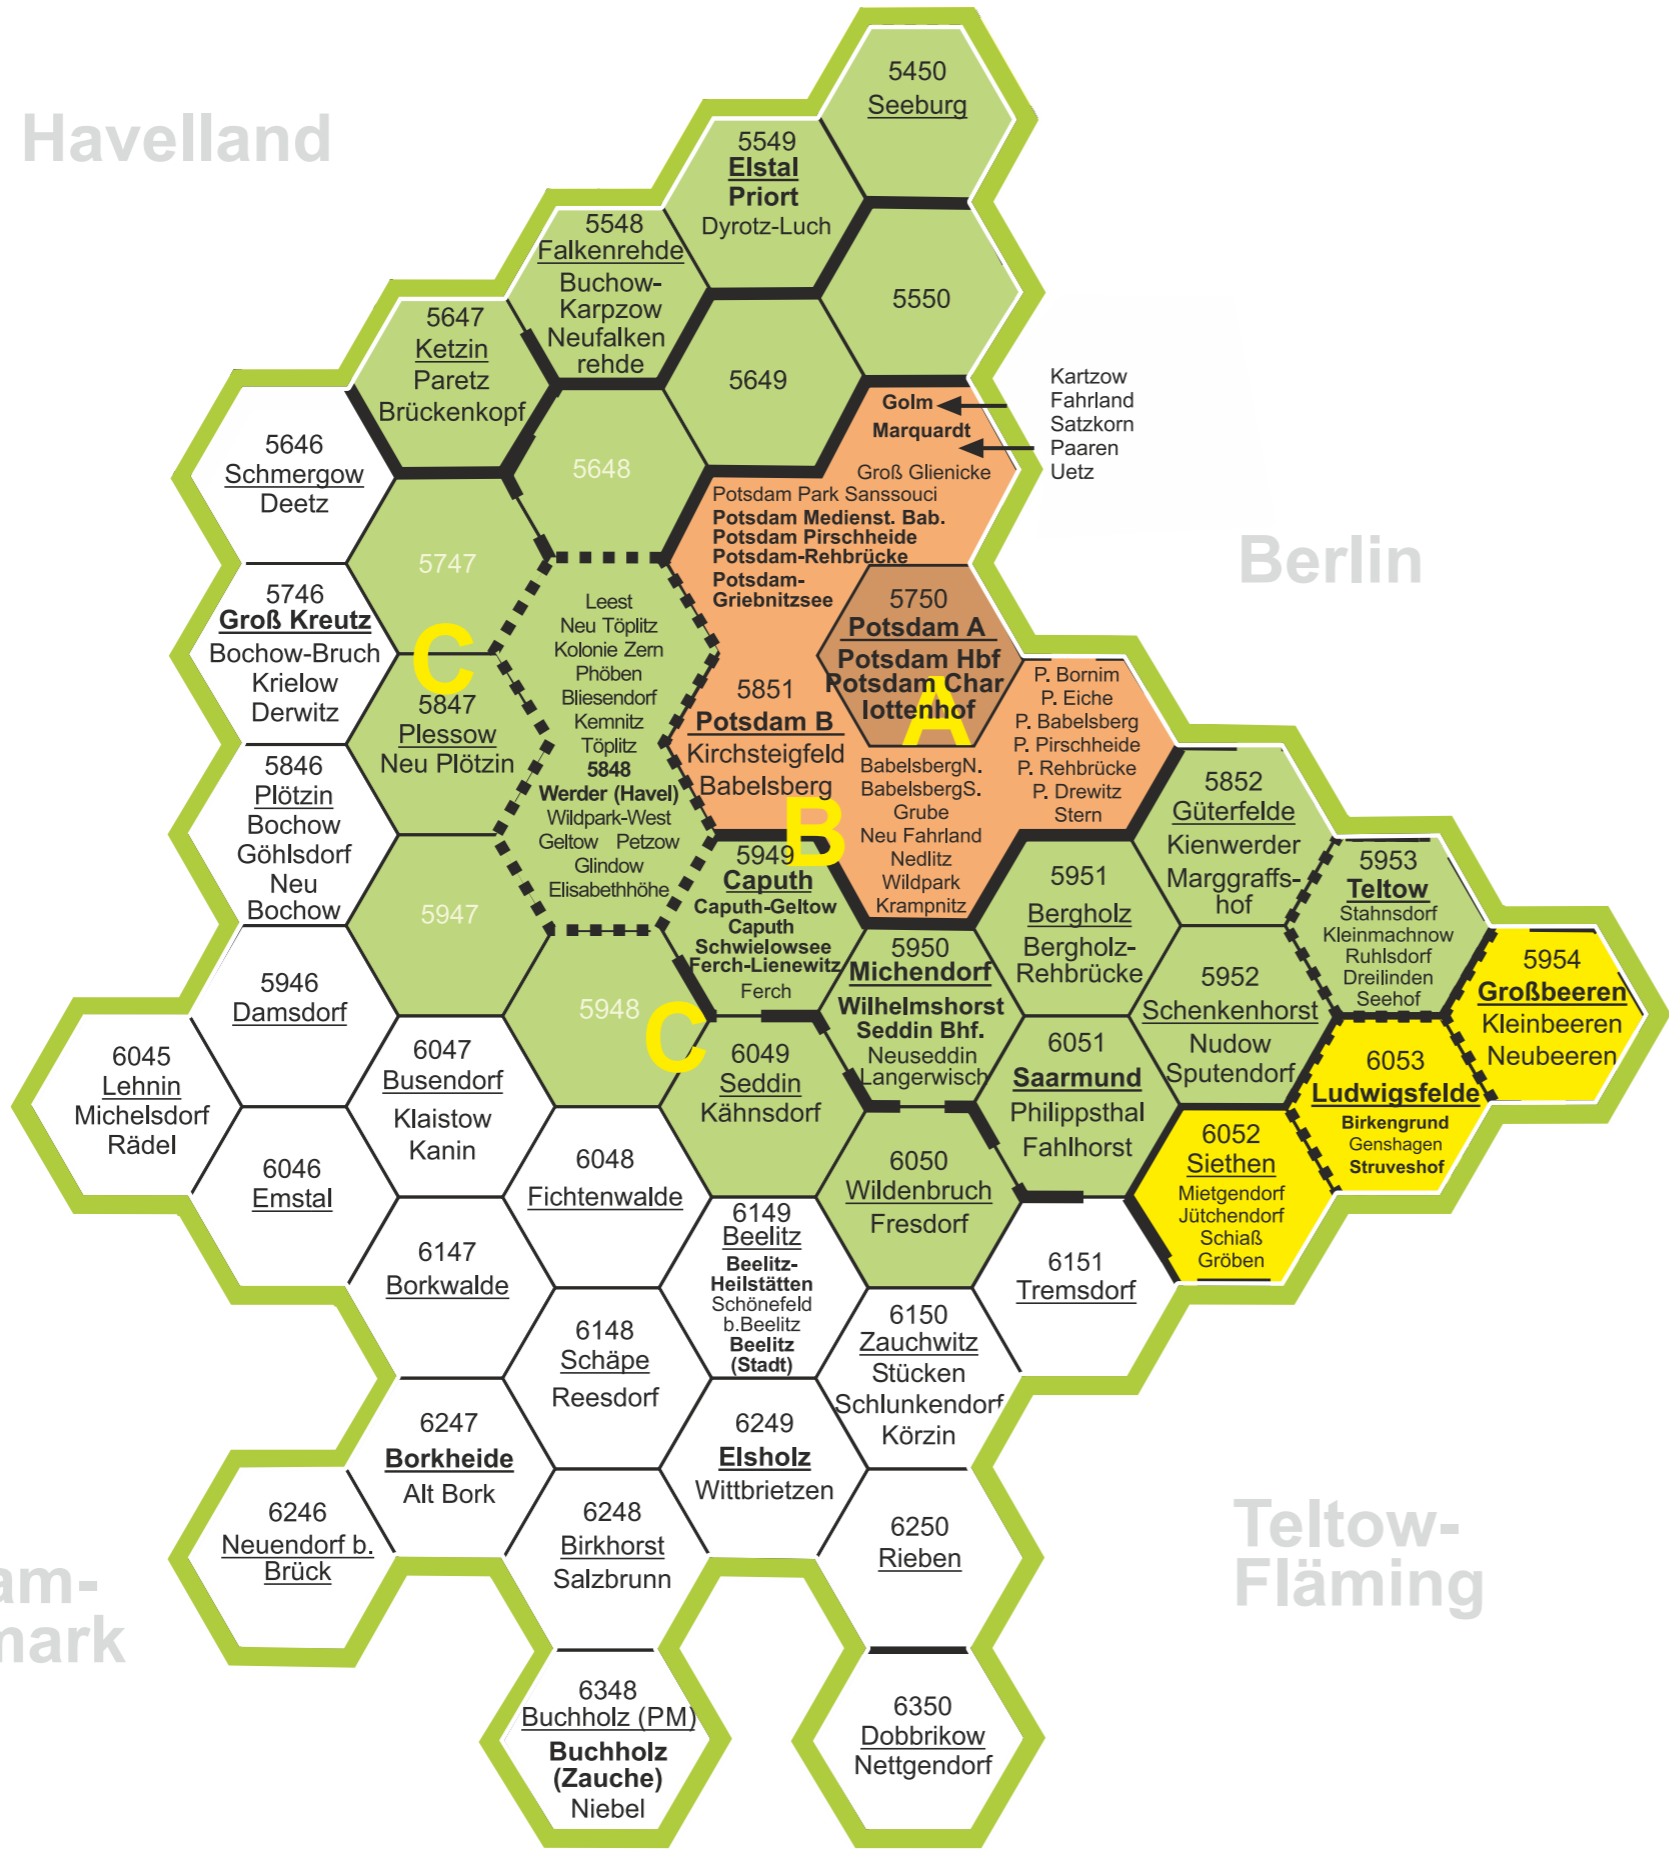 Havelland
5450
Seeburg
5549
Elstal
Priort
Dyrotz-Luch
5548
Falkenrehde
Buchow-
Karpzow
Neufalken
rehde
5550
5647
Ketzin
Paretz
Brückenkopf
5649
Kartzow
Fahrland
Satzkorn
Paaren
Uetz
5646
Schmergow
Deetz
5648
Golm
Marquardt
Groß Glienicke
Potsdam Park Sanssouci
Potsdam Medienst. Bab.
Potsdam Pirschheide
Potsdam-Rehbrücke
Potsdam-
Griebnitzsee
Berlin
5747
5746
Groß Kreutz
Bochow-Bruch
Krielow
Derwitz
C
5847
Plessow
Neu Plötzin
Leest
Neu Töplitz
Kolonie Zern
Phöben
Bliesendorf
Kemnitz
Töplitz
5848
Werder (Havel)
Wildpark-West
Geltow Petzow
Glindow
Elisabethhöhe
5750
Potsdam A
Potsdam Hbf
Potsdam Char
lottenhof
A
5851
Potsdam B
Kirchsteigfeld
Babelsberg
B
P. Bornim
P. Eiche
P. Babelsberg
P. Pirschheide
P. Rehbrücke
P. Drewitz
Stern
BabelsbergN.
BabelsbergS.
Grube
Neu Fahrland
Nedlitz
Wildpark
Krampnitz
5846
Plötzin
Bochow
Göhlsdorf
Neu
Bochow
5852
Güterfelde
Kienwerder
Marggraffs-
hof
5949
Caputh
Caputh-Geltow
Caputh
Schwielowsee
Ferch-Lienewitz
Ferch
5951
Bergholz
Bergholz-
Rehbrücke
5953
Teltow
Stahnsdorf
Kleinmachnow
Ruhlsdorf
Dreilinden
Seehof
5947
5950
Michendorf
Wilhelmshorst
Seddin Bhf.
Neuseddin
Langerwisch
5954
Großbeeren
Kleinbeeren
Neubeeren
5946
Damsdorf
5948
C
5952
Schenkenhorst
Nudow
Sputendorf
6045
Lehnin
Michelsdorf
Rädel
6047
Busendorf
Klaistow
Kanin
6049
Seddin
Kähnsdorf
6051
Saarmund
Philippsthal
Fahlhorst
6053
Ludwigsfelde
Birkengrund
Genshagen
Struveshof
6046
Emstal
6048
Fichtenwalde
6050
Wildenbruch
Fresdorf
6052
Siethen
Mietgendorf
Jütchendorf
Schiaß
Gröben
6149
Beelitz
Beelitz-
Heilstätten
Schönefeld
b.Beelitz
Beelitz
(Stadt)
6147
Borkwalde
6151
Tremsdorf
6148
Schäpe
Reesdorf
6150
Zauchwitz
Stücken
Schlunkendorf
Körzin
6247
Borkheide
Alt Bork
6249
Elsholz
Wittbrietzen
6246
Neuendorf b.
Brück
6248
Birkhorst
Salzbrunn
6250
Rieben
Teltow-
Fläming
am-
mark
6348
Buchholz (PM)
Buchholz
(Zauche)
Niebel
6350
Dobbrikow
Nettgendorf